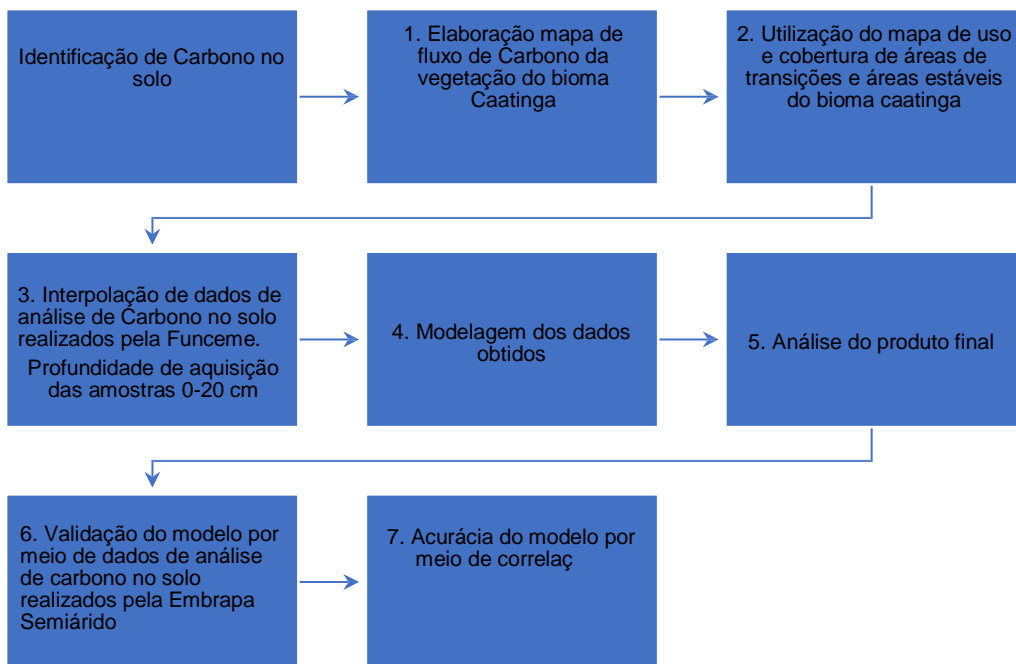 Identificação de Carbono no
solo
1. Elaboração mapa de
fluxo de Carbono da
vegetação do bioma
Caatinga
2. Utilização do mapa de uso
e cobertura de áreas de
transições e áreas estáveis
do bioma caatinga
3. Interpolação de dados de
análise de Carbono no solo
realizados pela Funceme.
Profundidade de aquisição
das amostras 0-20 cm
4. Modelagem dos dados
obtidos
5. Análise do produto final
6. Validação do modelo por
meio de dados de análise
de carbono no solo
realizados pela Embrapa
Semiárido
7. Acurácia do modelo por
meio de correlaç